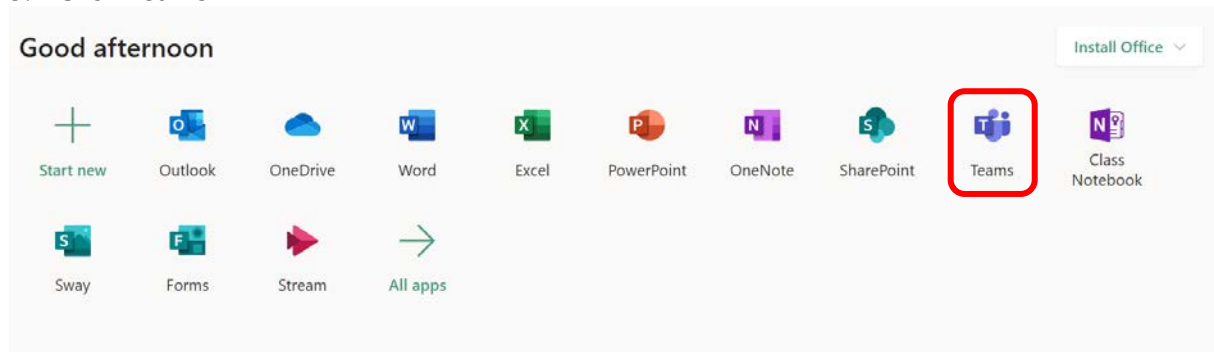 Good afternoon
Install Office
Start new Outlook OneDrive Word Excel PowerPoint OneNote SharePoint Teams Class
Notebook
Sway Forms Stream All apps